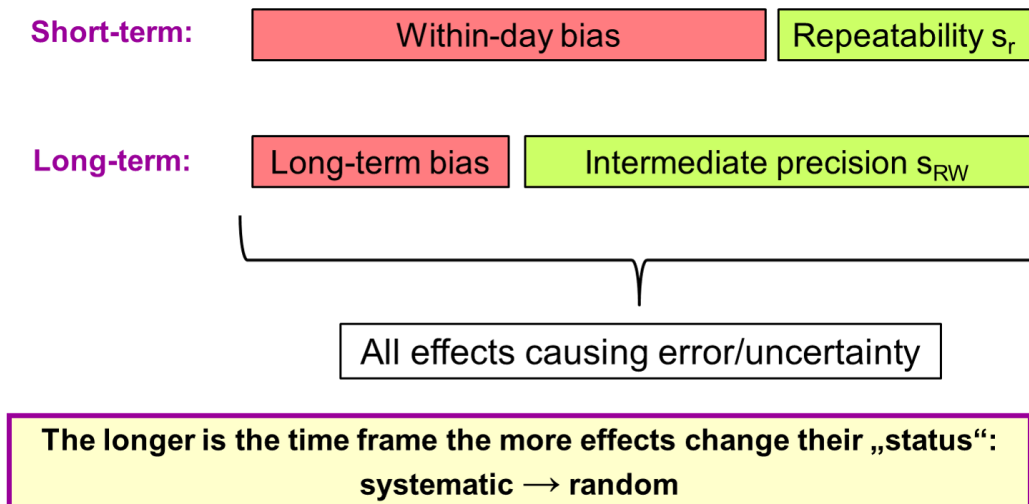 Short-term: Within-day bias Repeatability sr
Long-term: Long-term bias Intermediate precision sRW
All effects causing error/uncertainty
The longer is the time frame the more effects change their „status“:
systematic → random